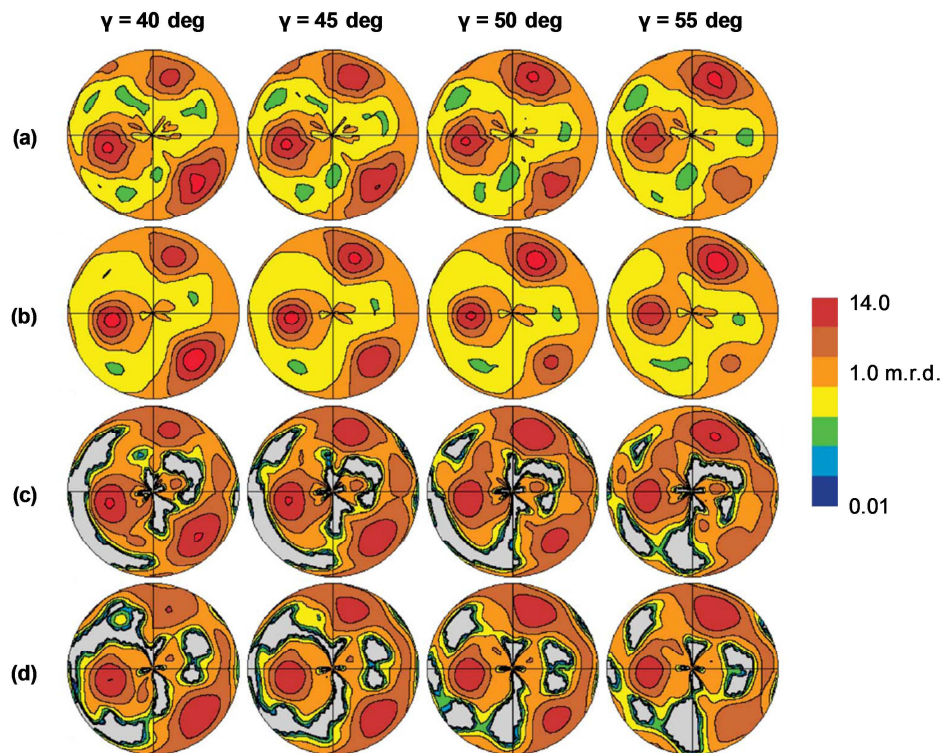 γ = 40 deg γ = 45 deg γ = 50 deg γ = 55 deg
(a)
(b)
14.0
1.0 m.r.d.
(c)
0.01
(d)